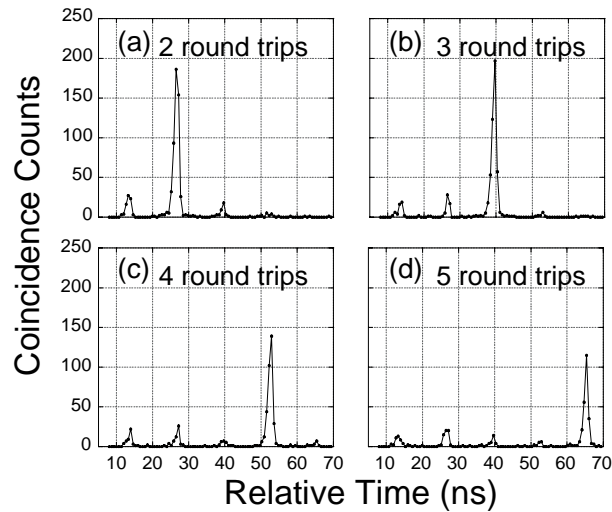 250
200
150
100
50
0
Coincidence Counts
(a) 2 round trips
(b) 3 round trips
250
200
150
100
50
0
(c) 4 round trips
(d) 5 round trips
10 20 30 40 50 60 70
10 20 30 40 50 60 70
Relative Time (ns)